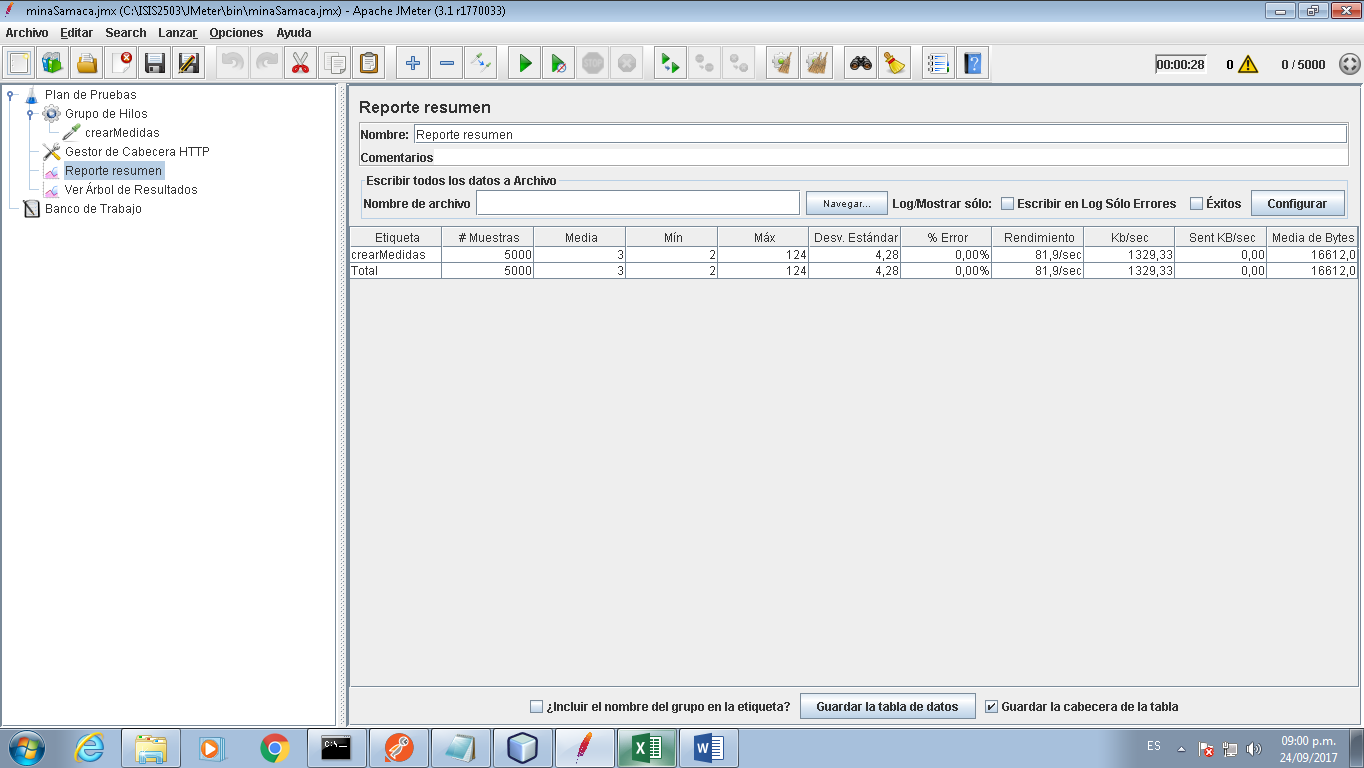 minaSamaca.jmx (C:\ISIS2503\JMeter\bin\minaSamaca.jmx) - Apache JMeter (3.1 r1770033)
Archivo Editar Search Lanzar Opciones Ayuda
STOP 00:00:28 0 0 / 5000
Plan de Pruebas
Grupo de Hilos
crearMedidas
Gestor de Cabecera HTTP
Reporte resumen
Ver Árbol de Resultados
Banco de Trabajo
Reporte resumen
Nombre: Reporte resumen
Comentarios
Escribir todos los datos a Archivo
Nombre de archivo Navegar... Log/Mostrar sólo: Escribir en Log Sólo Errores Éxitos Configurar
Etiqueta # Muestras Media Mín Máx Desv. Estándar % Error Rendimiento Kb/sec Sent KB/sec Media de Bytes
crearMedidas 5000 3 2 124 4,28 0,00% 81,9/sec 1329,33 0,00 16612,0
Total 5000 3 2 124 4,28 0,00% 81,9/sec 1329,33 0,00 16612,0
¿Incluir el nombre del grupo en la etiqueta? Guardar la tabla de datos Guardar la cabecera de la tabla
C:\
ES
09:00 p.m.
24/09/2017